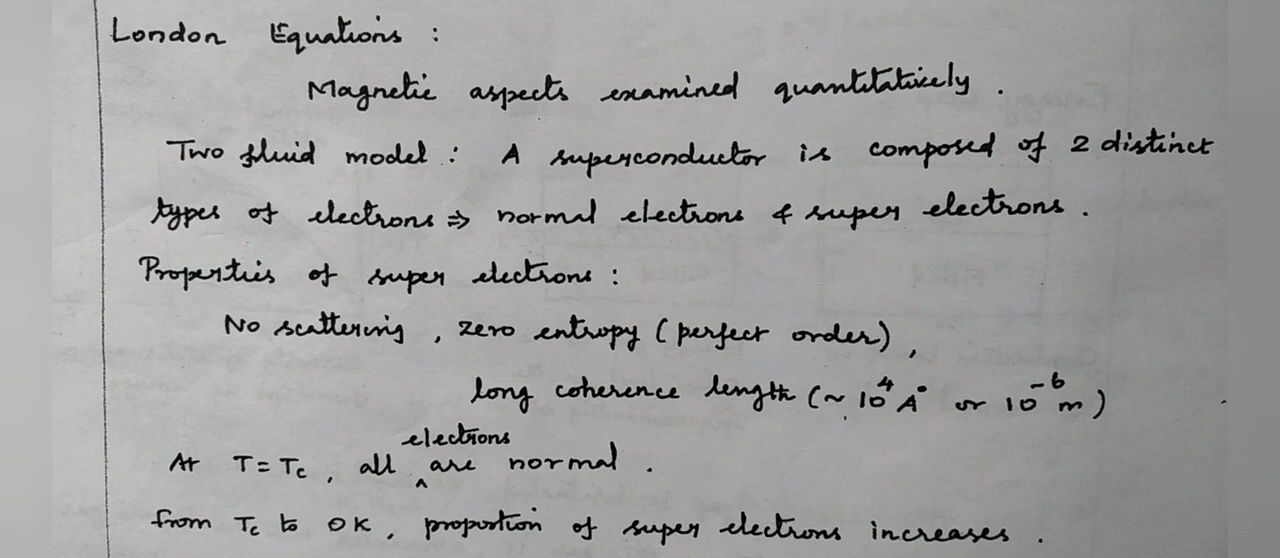 London Equations :
Magnetic aspects examined quantitatively .
Two fluid model : A superconductor is composed of 2 distinct
types of electrons ⇒ normal electrons & super electrons .
Properties of super electrons :
No scattering , zero entropy ( perfect order ) ,
long coherence length ( ~ 10⁴ A° or 10⁻⁶ m )
At T = Tc , all electrons are normal .
from Tc to 0K , proportion of super electrons increases .